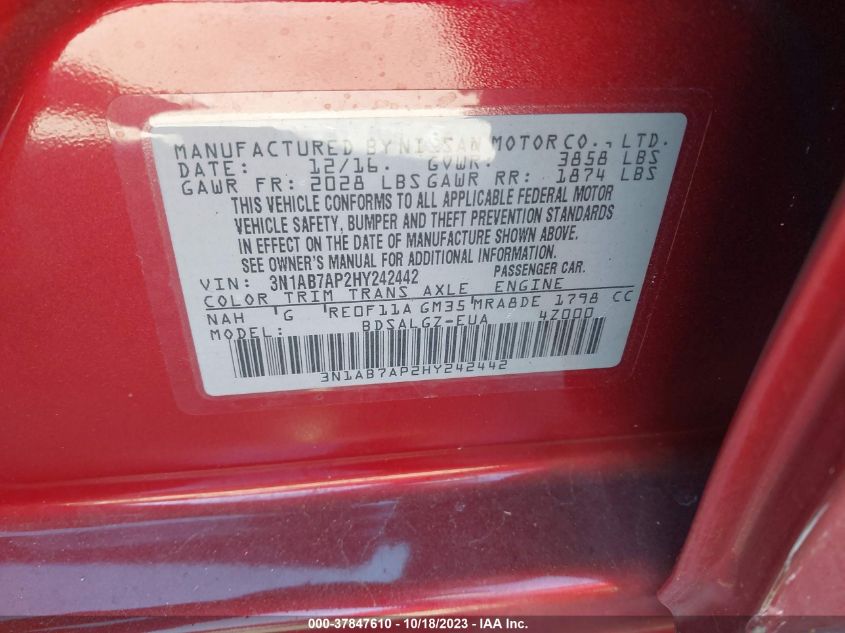 MANUFACTURED BY NISSAN MOTOR CO., LTD.
DATE: 12/16. GVWR: 3858 LBS
GAWR FR: 2028 LBS GAWR RR: 1874 LBS
THIS VEHICLE CONFORMS TO ALL APPLICABLE FEDERAL MOTOR
VEHICLE SAFETY, BUMPER AND THEFT PREVENTION STANDARDS
IN EFFECT ON THE DATE OF MANUFACTURE SHOWN ABOVE.
SEE OWNER'S MANUAL FOR ADDITIONAL INFORMATION.
VIN: 3N1AB7AP2HY242442 PASSENGER CAR.
COLOR TRIM TRANS AXLE ENGINE
NAH G RE0F11A GM35 MRA8DE 1798 CC
MODEL: BDSALGZ-EUA 4Z000
3N1AB7AP2HY242442
000-37847610 - 10/18/2023 - IAA Inc.